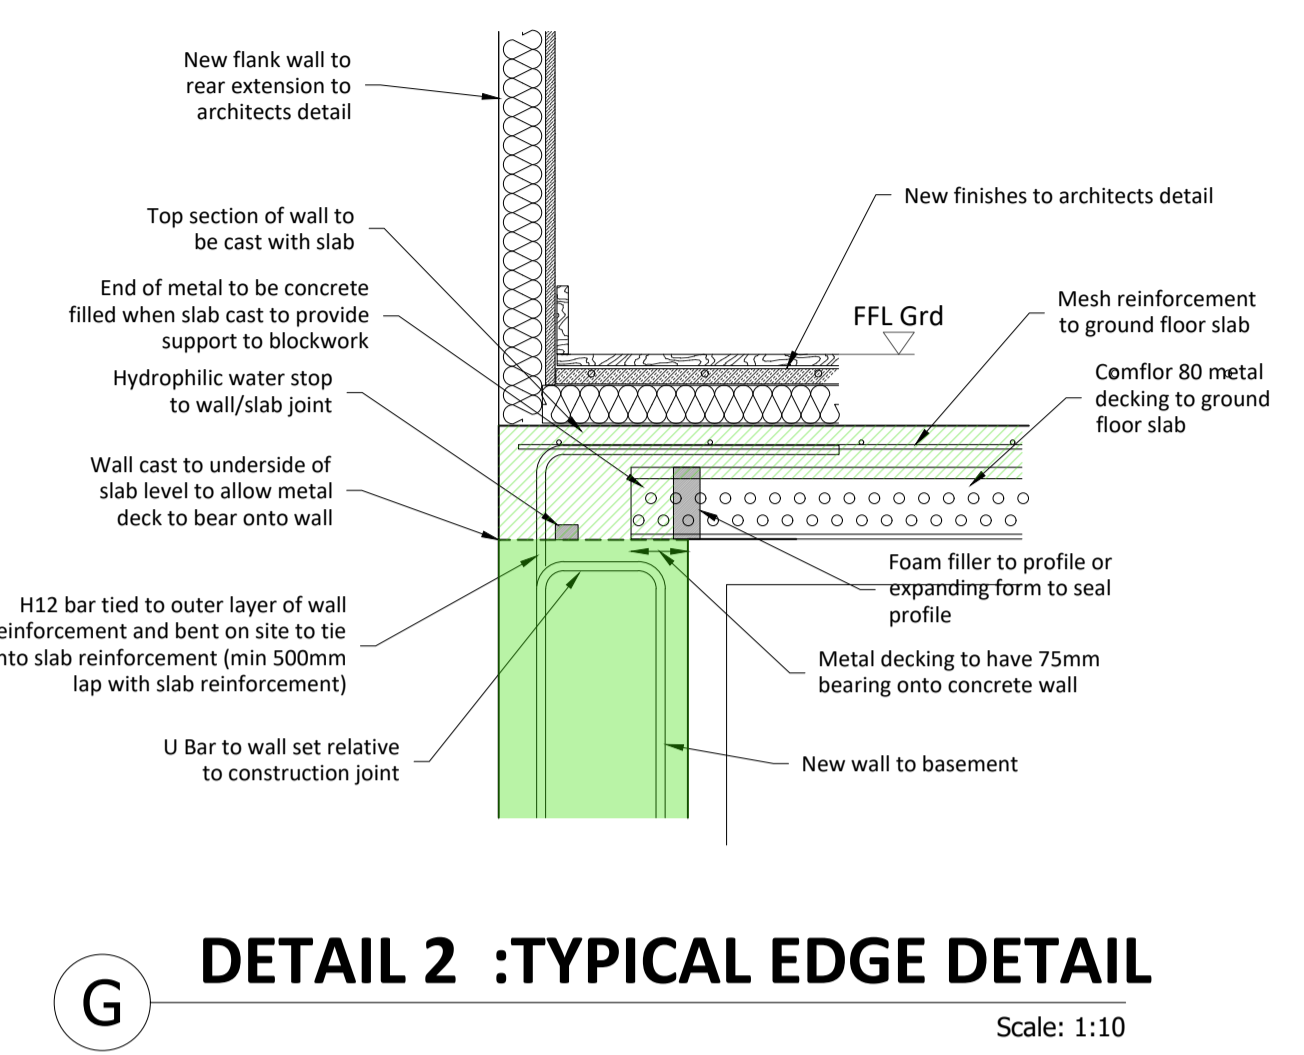 New flank wall to
rear extension to
architects detail
Top section of wall to
be cast with slab
End of metal to be concrete
filled when slab cast to provide
support to blockwork
Hydrophilic water stop
to wall/slab joint
Wall cast to underside of
slab level to allow metal
deck to bear onto wall
H12 bar tied to outer layer of wall
einforcement and bent on site to tie
nto slab reinforcement (min 500mm
lap with slab reinforcement)
U Bar to wall set relative
to construction joint
New finishes to architects detail
FFL Grd
Mesh reinforcement
to ground floor slab
Comflor 80 metal
decking to ground
floor slab
Foam filler to profile or
expanding form to seal
profile
Metal decking to have 75mm
bearing onto concrete wall
New wall to basement
G
DETAIL 2 :TYPICAL EDGE DETAIL
Scale: 1:10